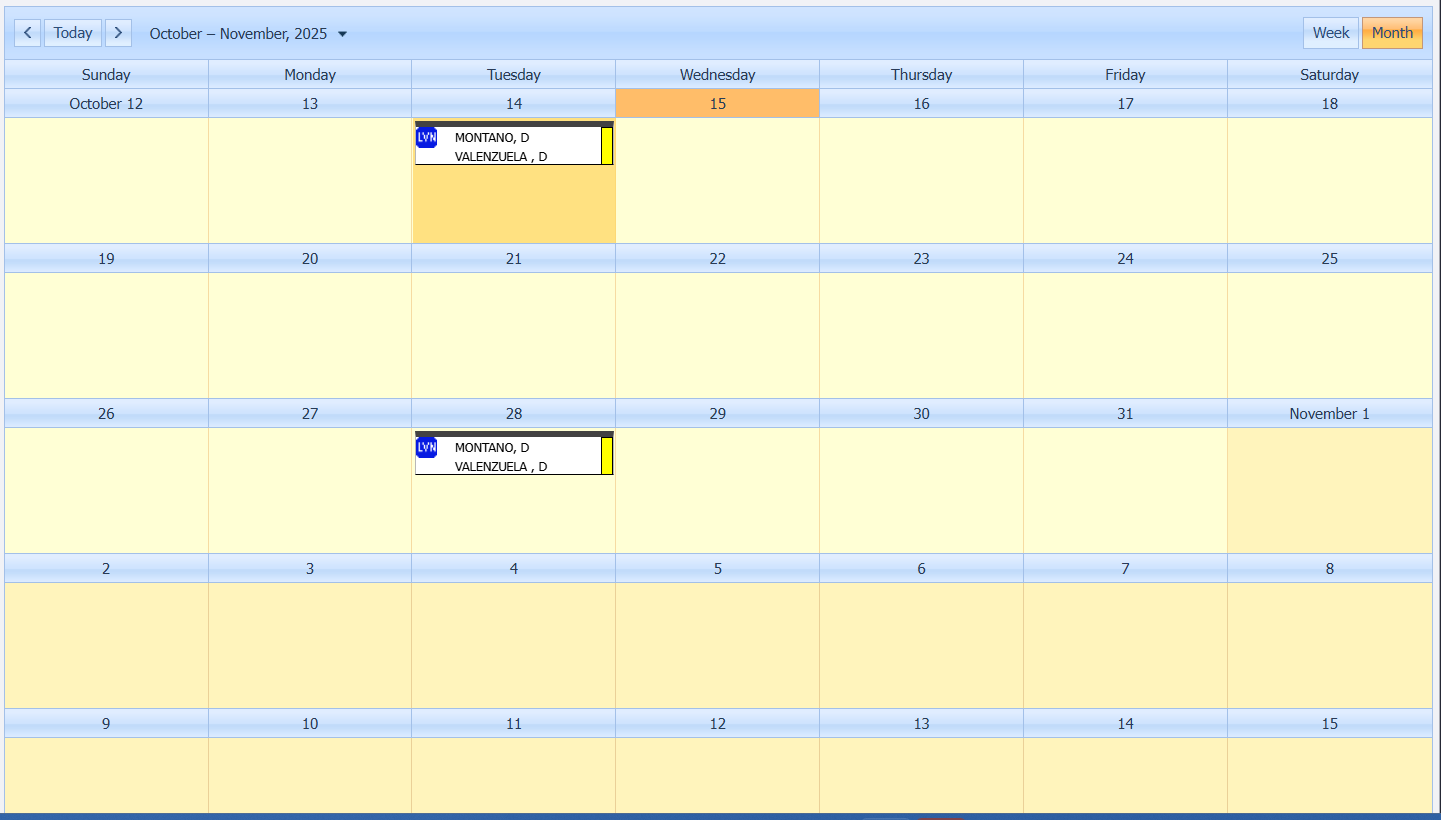 Today October – November, 2025 Week Month
Sunday Monday Tuesday Wednesday Thursday Friday Saturday
October 12 13 14 15 16 17 18
LVN MONTANO, D
VALENZUELA , D
19 20 21 22 23 24 25
26 27 28 29 30 31 November 1
LVN MONTANO, D
VALENZUELA , D
2 3 4 5 6 7 8
9 10 11 12 13 14 15